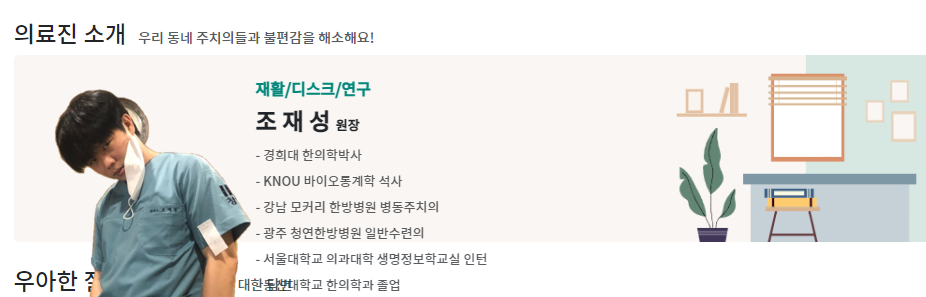 의료진 소개 우리 동네 주치의들과 불편감을 해소해요!
재활/디스크/연구
조재성 원장
- 경희대 한의학박사
- KNOU 바이오통계학 석사
- 강남 모커리 한방병원 병동주치의
- 광주 청연한방병원 일반수련의
- 서울대학교 의과대학 생명정보학교실 인턴
대학교 한의학과 졸업
우아한
대한 답변